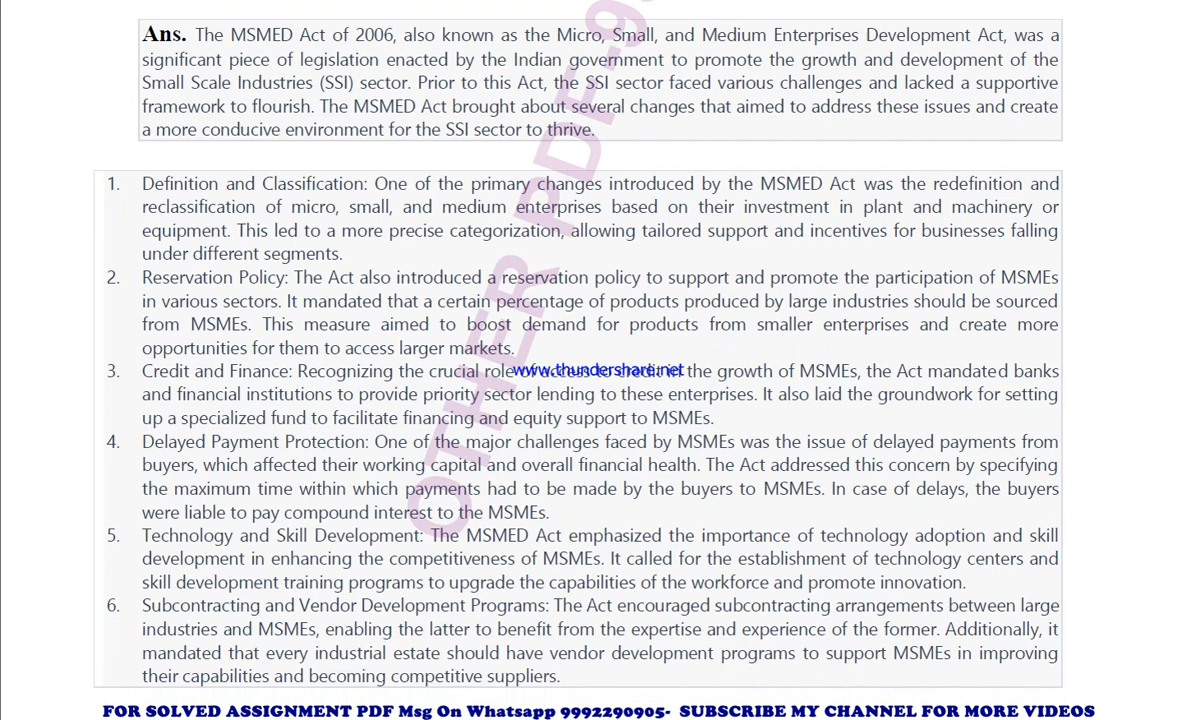 Ans. The MSMED Act of 2006, also known as the Micro, Small, and Medium Enterprises Development Act, was a
significant piece of legislation enacted by the Indian government to promote the growth and development of the
Small Scale Industries (SSI) sector. Prior to this Act, the SSI sector faced various challenges and lacked a supportive
framework to flourish. The MSMED Act brought about several changes that aimed to address these issues and create
a more conducive environment for the SSI sector to thrive.
1. Definition and Classification: One of the primary changes introduced by the MSMED Act was the redefinition and
reclassification of micro, small, and medium enterprises based on their investment in plant and machinery or
equipment. This led to a more precise categorization, allowing tailored support and incentives for businesses falling
under different segments.
2. Reservation Policy: The Act also introduced a reservation policy to support and promote the participation of MSMEs
in various sectors. It mandated that a certain percentage of products produced by large industries should be sourced
from MSMEs. This measure aimed to boost demand for products from smaller enterprises and create more
opportunities for them to access larger markets.
3. Credit and Finance: Recognizing the crucial role of access to credit in the growth of MSMEs, the Act mandated banks
www.thundershare.net
and financial institutions to provide priority sector lending to these enterprises. It also laid the groundwork for setting
up a specialized fund to facilitate financing and equity support to MSMEs.
4. Delayed Payment Protection: One of the major challenges faced by MSMEs was the issue of delayed payments from
buyers, which affected their working capital and overall financial health. The Act addressed this concern by specifying
the maximum time within which payments had to be made by the buyers to MSMEs. In case of delays, the buyers
were liable to pay compound interest to the MSMEs.
5. Technology and Skill Development: The MSMED Act emphasized the importance of technology adoption and skill
development in enhancing the competitiveness of MSMEs. It called for the establishment of technology centers and
skill development training programs to upgrade the capabilities of the workforce and promote innovation.
6. Subcontracting and Vendor Development Programs: The Act encouraged subcontracting arrangements between large
industries and MSMEs, enabling the latter to benefit from the expertise and experience of the former. Additionally, it
mandated that every industrial estate should have vendor development programs to support MSMEs in improving
their capabilities and becoming competitive suppliers.
OTHER PDF-9
FOR SOLVED ASSIGNMENT PDF Msg On Whatsapp 9992290905- SUBSCRIBE MY CHANNEL FOR MORE VIDEOS